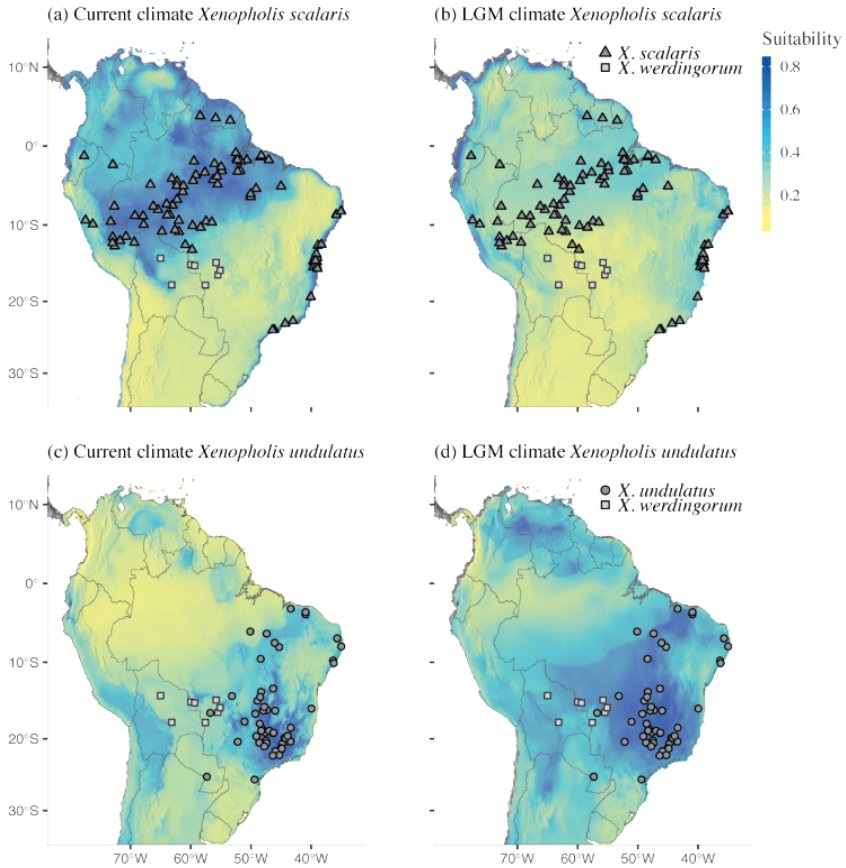 (a) Current climate Xenopholis scalaris
(b) LGM climate Xenopholis scalaris
Suitability
10°N
X. scalaris
X. werdingorum
0.8
0.6
0°
0.4
0.2
10°S
20°S
30°S
(c) Current climate Xenopholis undulatus
(d) LGM climate Xenopholis undulatus
10°N
X. undulatus
X. werdingorum
0°
10°S
20°S
30°S
70°W 60°W 50°W 40°W 70°W 60°W 50°W 40°W